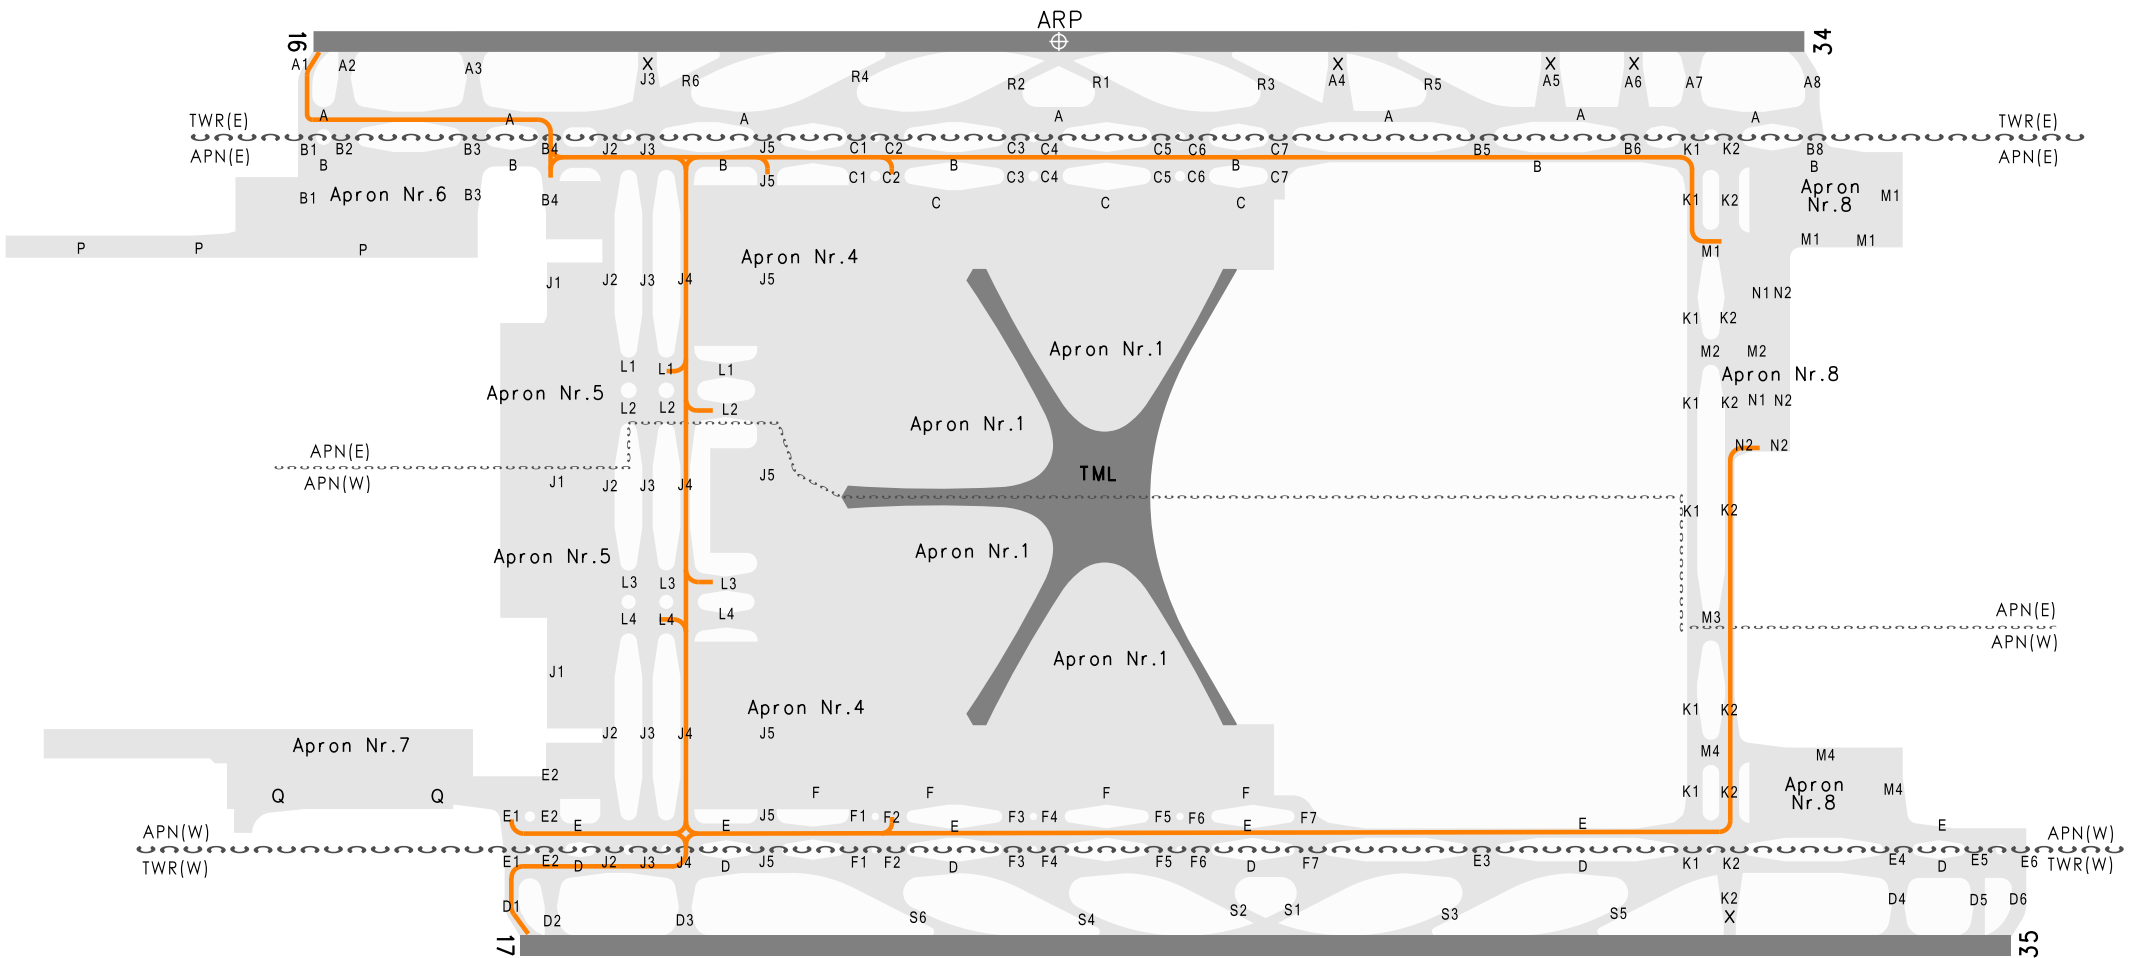 ARP
16
34
A1 A2 A3 X X X X
J3 R6 R4 R2 R1 R3 A4 R5 A5 A6 A7 A8
TWR(E) A A A A A A A TWR(E)
APN(E) B1 B2 B3 B4 J2 J3 J5 C1 C2 C3 C4 C5 C6 C7 B5 B6 K1 K2 B8 APN(E)
B B B B B B B
J5 C1 C2 C3 C4 C5 C6 C7
B1 Apron Nr.6 B3 B4 C C C K1 K2 Apron Nr.8 M1
P P P M1 M1 M1
Apron Nr.4
J1 J2 J3 J4 J5 N1 N2
K1 K2
Apron Nr.1
M2 M2
L1 L1 L1 Apron Nr.8
Apron Nr.5
L2 L2 L2 K1 K2 N1 N2
Apron Nr.1
APN(E) N2 N2
APN(W) J1 J2 J3 J4 J5 TML
K1 K2
Apron Nr.5 Apron Nr.1
L3 L3 L3
L4 L4 L4 M3 APN(E)
APN(W)
J1 Apron Nr.1
Apron Nr.4 K1 K2
J2 J3 J4 J5
Apron Nr.7 M4 M4
E2
Q Q F F F F K1 K2 Apron Nr.8 M4
E1 E2 J5 F1 F2 F3 F4 F5 F6 F7
APN(W) E E E E E E APN(W)
TWR(W) E1 E2 D J2 J3 J4 D J5 F1 F2 D F3 F4 F5 F6 D F7 E3 D K1 K2 E4 D E5 E6 TWR(W)
D1 D2 D3 S6 S4 S2 S1 S3 S5 K2 D4 D5 D6
X
17
35